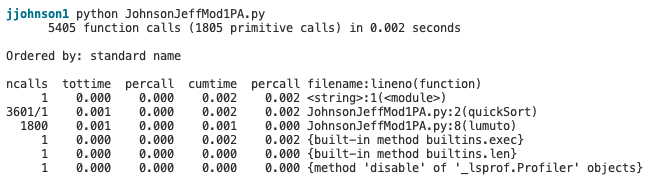 jjohnson1 python JohnsonJeffMod1PA.py
5405 function calls (1805 primitive calls) in 0.002 seconds
Ordered by: standard name
ncalls tottime percall cumtime percall filename:lineno(function)
1 0.000 0.000 0.002 0.002 <string>:1(<module>)
3601/1 0.001 0.000 0.002 0.002 JohnsonJeffMod1PA.py:2(quickSort)
1800 0.001 0.000 0.001 0.000 JohnsonJeffMod1PA.py:8(lumuto)
1 0.000 0.000 0.002 0.002 {built-in method builtins.exec}
1 0.000 0.000 0.000 0.000 {built-in method builtins.len}
1 0.000 0.000 0.000 0.000 {method 'disable' of '_lsprof.Profiler' objects}